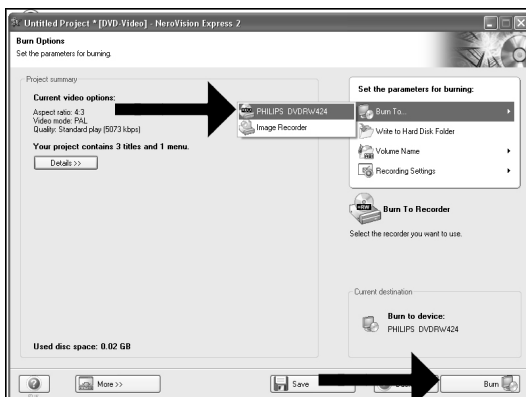 Untitled Project * [DVD-Video] - NeroVision Express 2
Burn Options
Set the parameters for burning.
Project summary
Current video options:
Aspect ratio: 4:3
Video mode: PAL
Quality: Standard play (5073 kbps)
Your project contains 3 titles and 1 menu.
Details >>
PHILIPS DVDRW424
Image Recorder
Set the parameters for burning:
Burn To...
Write to Hard Disk Folder
Volume Name
Recording Settings
Burn To Recorder
Select the recorder you want to use.
Current destination
Burn to device:
PHILIPS DVDRW424
Used disc space: 0.02 GB
More >>
Save
Burn